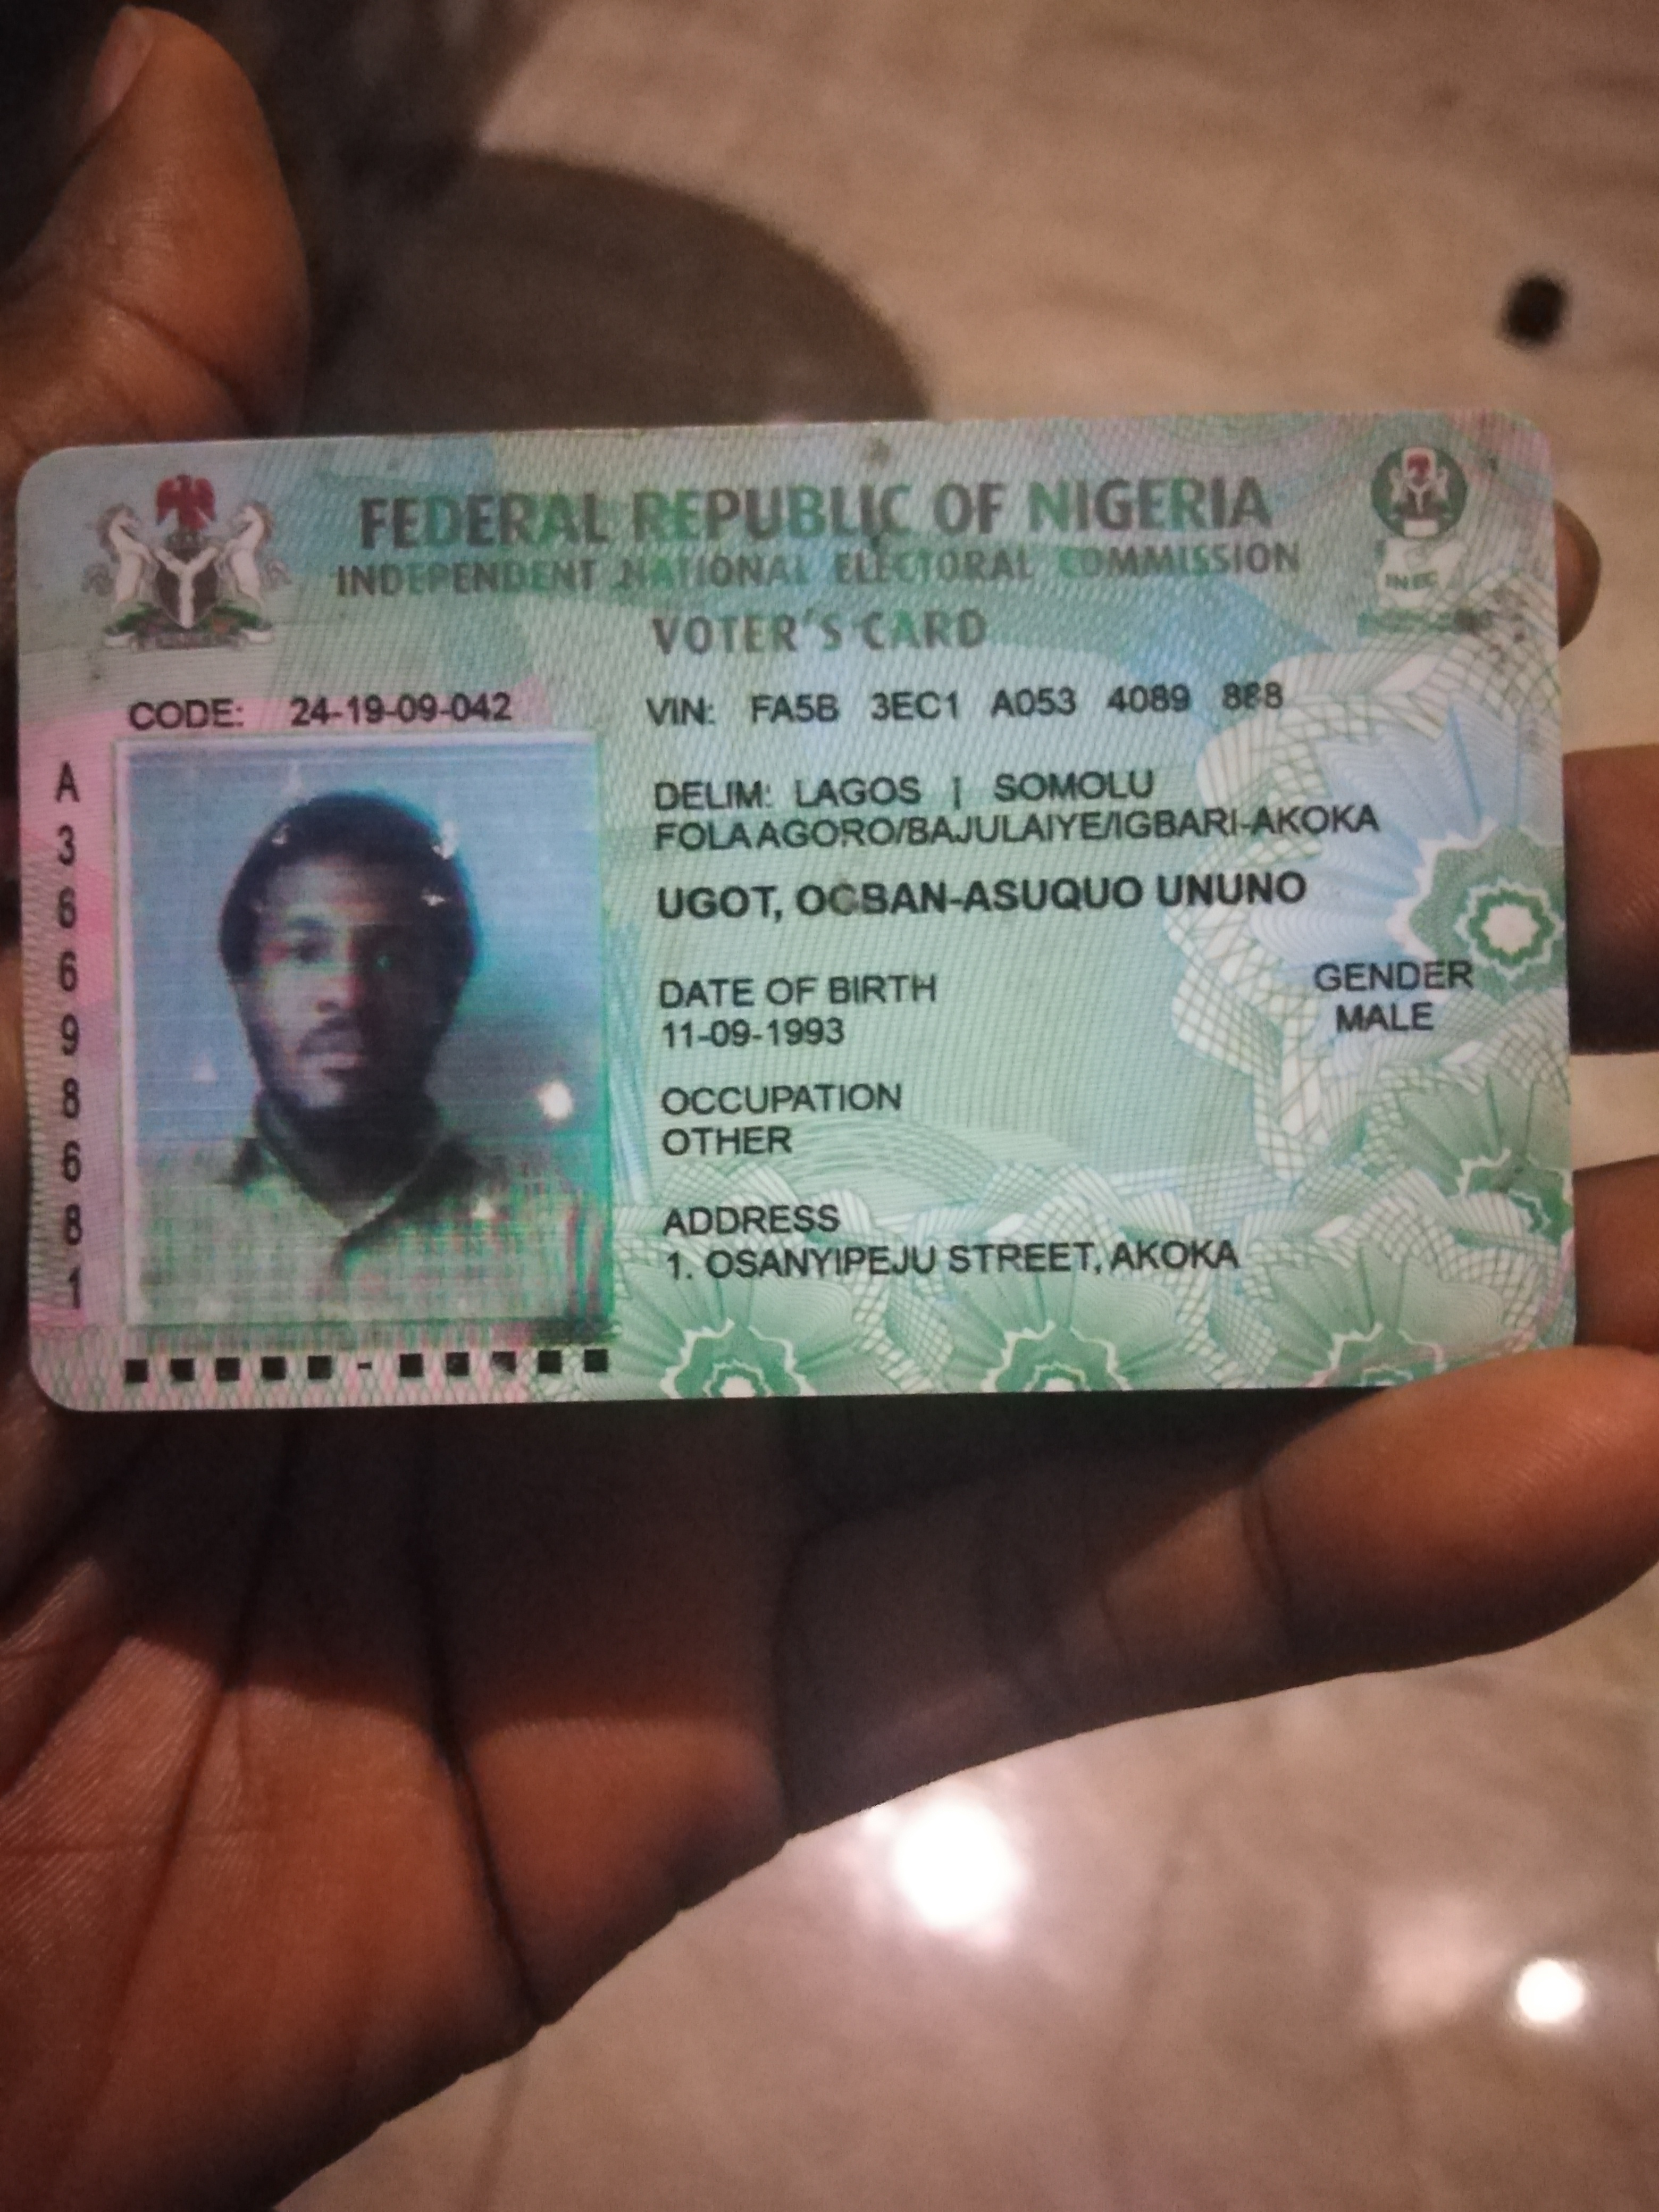 FEDERAL REPUBLIC OF NIGERIA
INDEPENDENT NATIONAL ELECTORAL COMMISSION
VOTER'S CARD
INEC
CODE: 24-19-09-042
VIN: FA5B 3EC1 A053 4089 888
DELIM: LAGOS | SOMOLU
FOLAAGORO/BAJULAIYE/IGBARI-AKOKA
UGOT, OCBAN-ASUQUO UNUNO
DATE OF BIRTH
11-09-1993
GENDER
MALE
OCCUPATION
OTHER
ADDRESS
1. OSANYIPEJU STREET, AKOKA
A
3
6
6
9
8
6
8
1